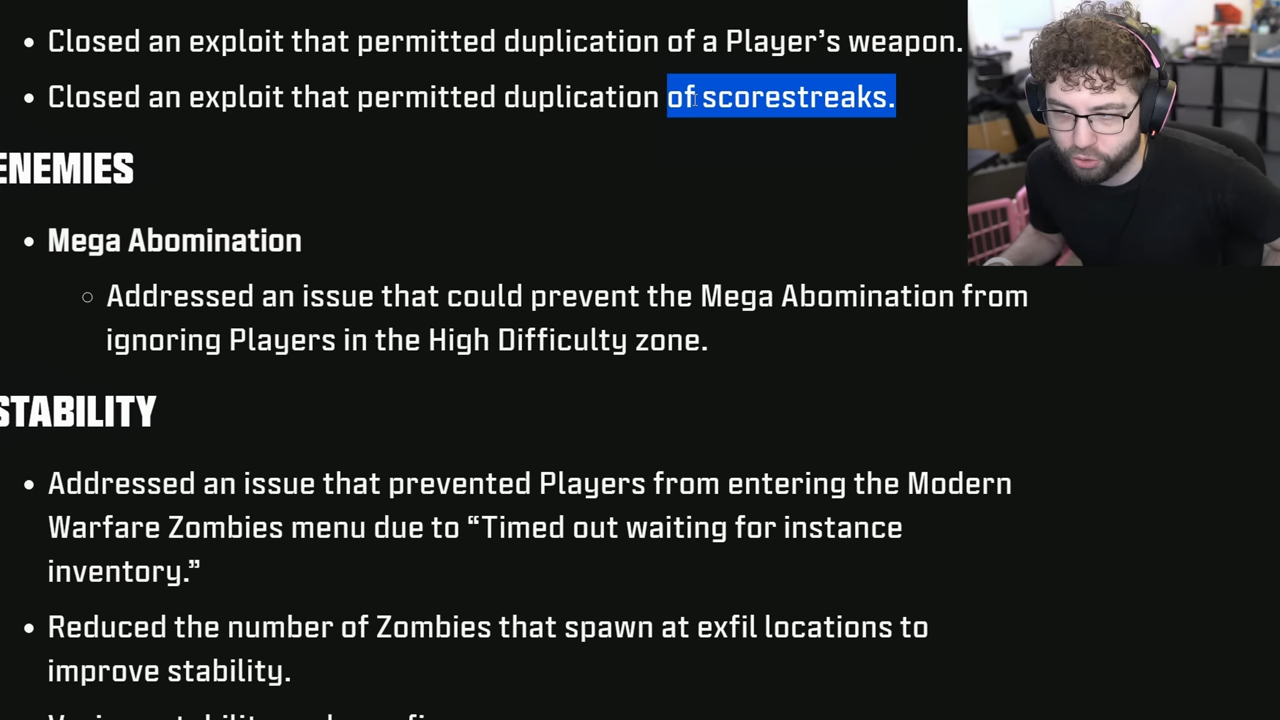 Closed an exploit that permitted duplication of a Player’s weapon.
Closed an exploit that permitted duplication of scorestreaks.
ENEMIES
Mega Abomination
Addressed an issue that could prevent the Mega Abomination from
ignoring Players in the High Difficulty zone.
STABILITY
Addressed an issue that prevented Players from entering the Modern
Warfare Zombies menu due to “Timed out waiting for instance
inventory.”
Reduced the number of Zombies that spawn at exfil locations to
improve stability.